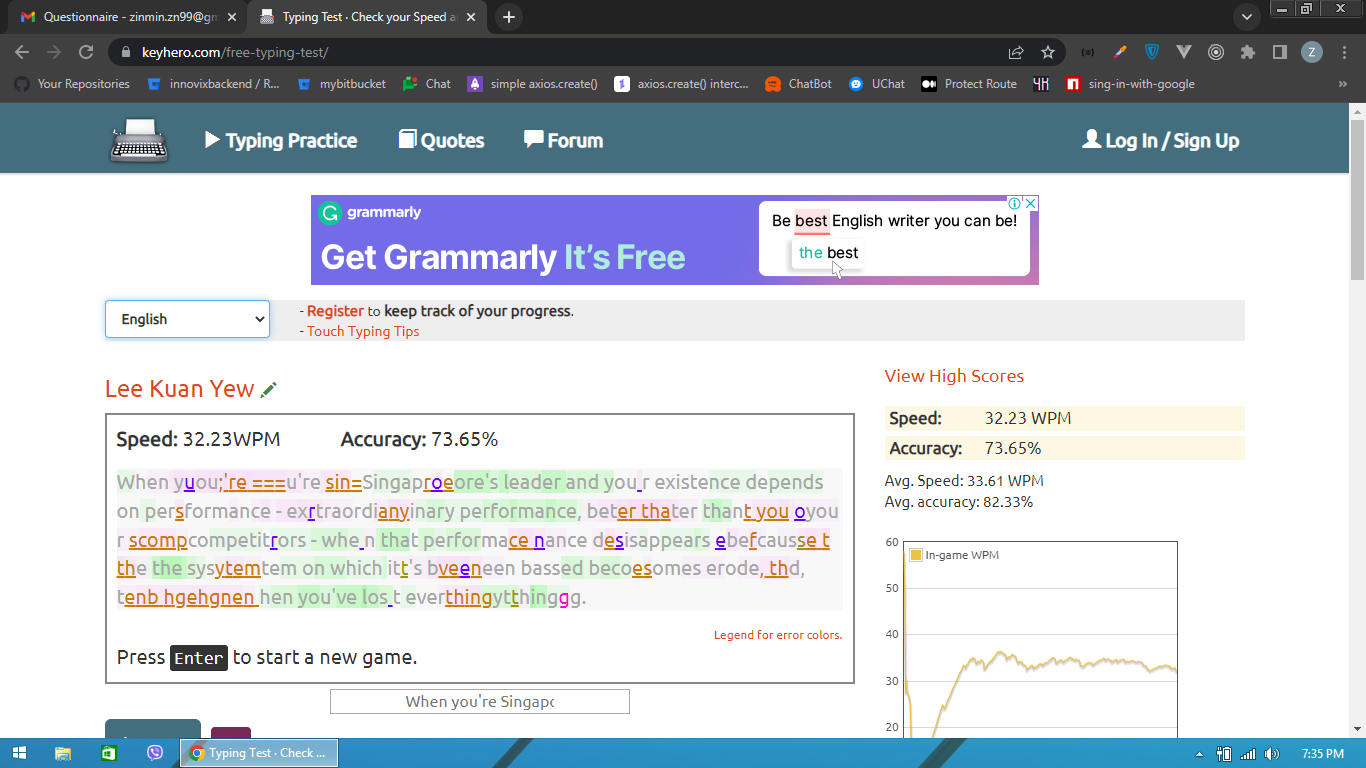 Questionnaire - zinmin.zn99@gm
Typing Test · Check your Speed a
keyhero.com/free-typing-test/
Z
Your Repositories
innovixbackend / R...
mybitbucket
Chat
simple axios.create()
axios.create() interc...
ChatBot
UChat
Protect Route
sing-in-with-google
»
Typing Practice
Quotes
Forum
Log In / Sign Up
grammarly
Get Grammarly It's Free
Be best English writer you can be!
the best
English
- Register to keep track of your progress.
- Touch Typing Tips
Lee Kuan Yew
View High Scores
Speed: 32.23WPM
Accuracy: 73.65%
Speed: 32.23 WPM
Accuracy: 73.65%
Avg. Speed: 33.61 WPM
Avg. accuracy: 82.33%
When yuou;'re ===u're sin=Singaproeore's leader and you r existence depends
on persformance - exrtraordianyinary performance, beter thater thant you oyou
r scompcompetitrors - whe n that performace nance desisappears ebefcausse t
the the sysytemtem on which itt's bveeneen bassed becoesomes erode, thd,
tenb hgehgnen hen you've los t everthingytthinggg.
Legend for error colors.
Press Enter to start a new game.
When you're Singapo
In-game WPM
60
50
40
30
20
Typing Test · Check ...
7:35 PM